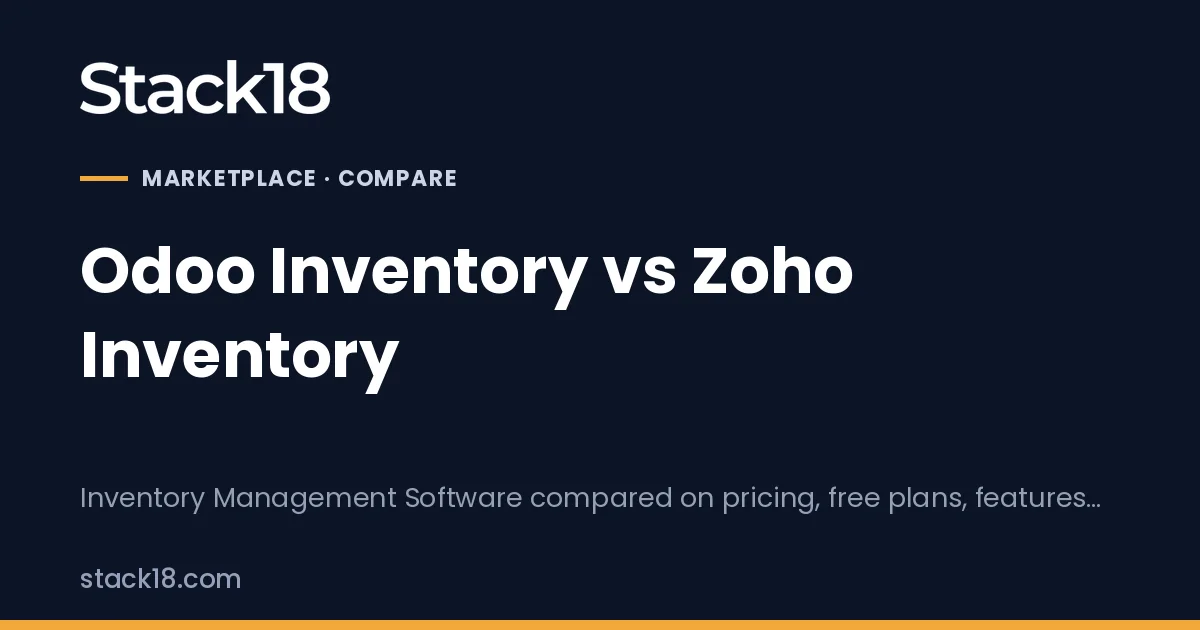 Stack18
MARKETPLACE · COMPARE
Odoo Inventory vs Zoho
Inventory
Inventory Management Software compared on pricing, free plans, features...
stack18.com